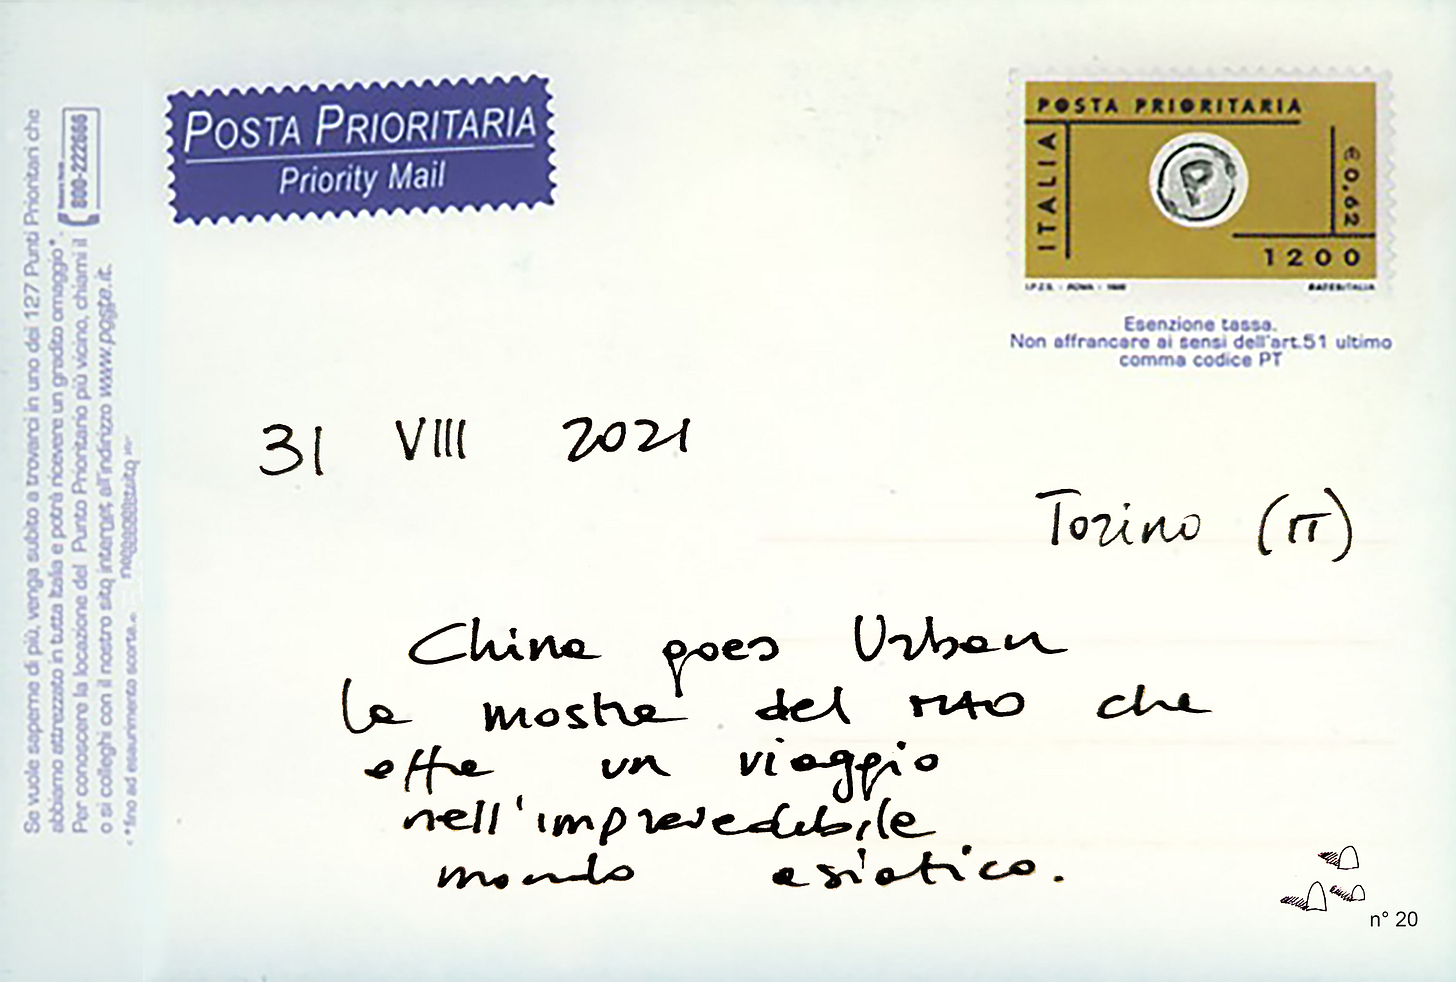 POSTA PRIORITARIA
Priority Mail
POSTA PRIORITARIA
ITALIA
€ 0,62
1200
I.P.Z.S. - ROMA - 1999
Esenzione tassa.
Non affrancare ai sensi dell'art.51 ultimo
comma codice PT
Se vuole saperne di più, venga subito a trovarci in uno dei 127 Punti Prioritari che
abbiamo attrezzato in tutta Italia e potrà ricevere un gradito omaggio*.
Per conoscere la locazione del Punto Prioritario più vicino, chiami il
800-222666
o si colleghi con il nostro sito internet all'indirizzo www.poste.it.
*fino ad esaurimento scorta
31 VIII 2021
Torino (IT)
China goes Urban
la mostra del MAO che
offre un viaggio
nell'imprevedibile
mondo asiatico.
n° 20